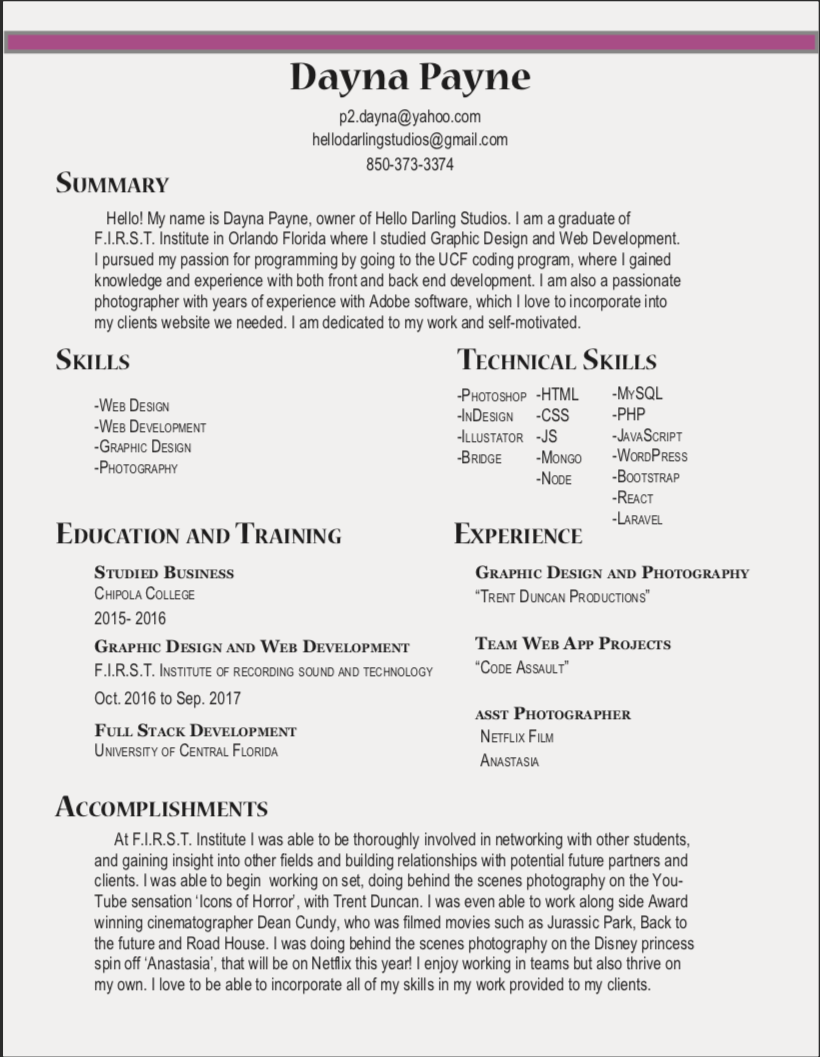 Dayna Payne
p2.dayna@yahoo.com
hellodarlingstudios@gmail.com
850-373-3374
SUMMARY
Hello! My name is Dayna Payne, owner of Hello Darling Studios. I am a graduate of
F.I.R.S.T. Institute in Orlando Florida where I studied Graphic Design and Web Development.
I pursued my passion for programming by going to the UCF coding program, where I gained
knowledge and experience with both front and back end development. I am also a passionate
photographer with years of experience with Adobe software, which I love to incorporate into
my clients website we needed. I am dedicated to my work and self-motivated.
SKILLS
-WEB DESIGN
-WEB DEVELOPMENT
-GRAPHIC DESIGN
-PHOTOGRAPHY
TECHNICAL SKILLS
-PHOTOSHOP
-INDESIGN
-ILLUSTATOR
-BRIDGE
-HTML
-CSS
-JS
-MONGO
-NODE
-MYSQL
-PHP
-JAVASCRIPT
-WORDPRESS
-BOOTSTRAP
-REACT
-LARAVEL
EDUCATION AND TRAINING
STUDIED BUSINESS
CHIPOLA COLLEGE
2015- 2016
GRAPHIC DESIGN AND WEB DEVELOPMENT
F.I.R.S.T. INSTITUTE OF RECORDING SOUND AND TECHNOLOGY
Oct. 2016 to Sep. 2017
FULL STACK DEVELOPMENT
UNIVERSITY OF CENTRAL FLORIDA
EXPERIENCE
GRAPHIC DESIGN AND PHOTOGRAPHY
“TRENT DUNCAN PRODUCTIONS”
TEAM WEB APP PROJECTS
“CODE ASSAULT”
ASST PHOTOGRAPHER
NETFLIX FILM
ANASTASIA
ACCOMPLISHMENTS
At F.I.R.S.T. Institute I was able to be thoroughly involved in networking with other students,
and gaining insight into other fields and building relationships with potential future partners and
clients. I was able to begin  working on set, doing behind the scenes photography on the You-
Tube sensation ‘Icons of Horror’, with Trent Duncan. I was even able to work along side Award
winning cinematographer Dean Cundy, who was filmed movies such as Jurassic Park, Back to
the future and Road House. I was doing behind the scenes photography on the Disney princess
spin off ‘Anastasia’, that will be on Netflix this year! I enjoy working in teams but also thrive on
my own. I love to be able to incorporate all of my skills in my work provided to my clients.